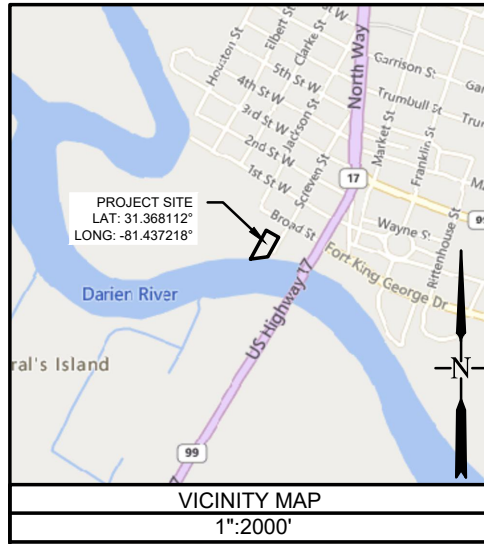 Elbert St
Clarke St
Houston St
5th St W
4th St W
3rd St W
2nd St W
1st St W
Jackson St
Screven St
Broad St
North Way
Garrison St
Trumbull St
Market St
Franklin St
Rittenhouse St
17
Wayne St
Fort King George Dr
PROJECT SITE
LAT: 31.368112°
LONG: -81.437218°
Darien River
US Highway 17
ral's Island
99
N
VICINITY MAP
1":2000'